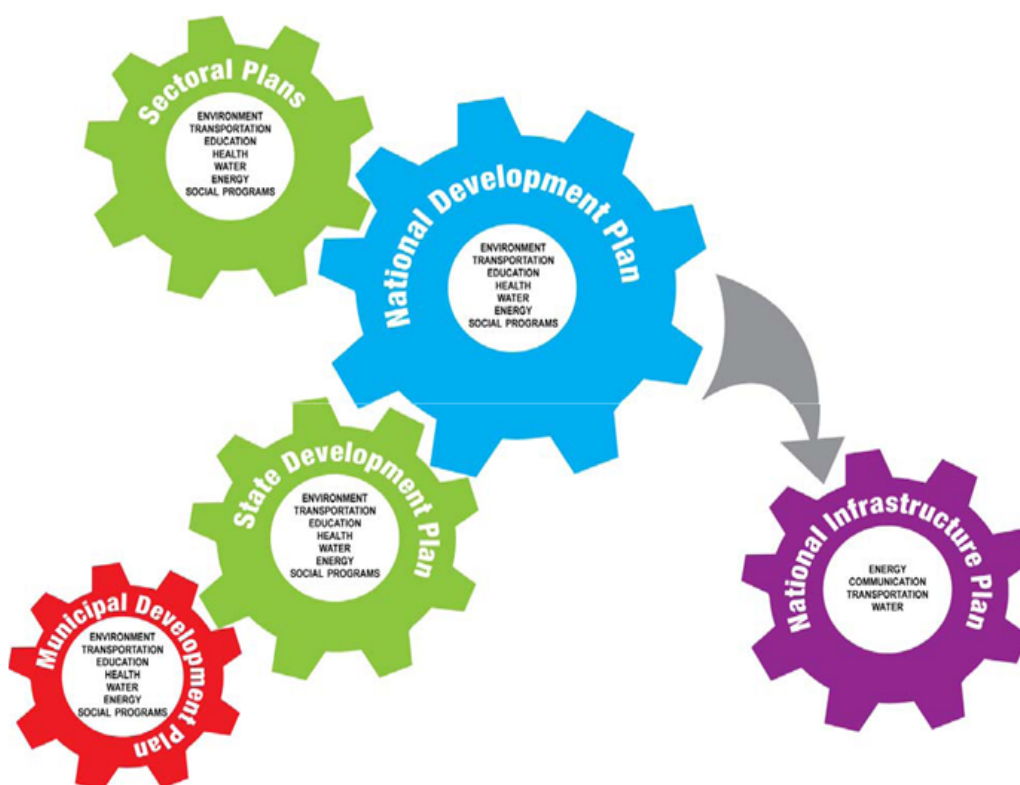 Sectoral Plans
ENVIRONMENT
TRANSPORTATION
EDUCATION
HEALTH
WATER
ENERGY
SOCIAL PROGRAMS
National Development Plan
ENVIRONMENT
TRANSPORTATION
EDUCATION
HEALTH
WATER
ENERGY
SOCIAL PROGRAMS
State Development Plan
ENVIRONMENT
TRANSPORTATION
EDUCATION
HEALTH
WATER
ENERGY
SOCIAL PROGRAMS
National Infrastructure Plan
ENERGY
COMMUNICATION
TRANSPORTATION
WATER
Municipal Development Plan
ENVIRONMENT
TRANSPORTATION
EDUCATION
HEALTH
WATER
ENERGY
SOCIAL PROGRAMS